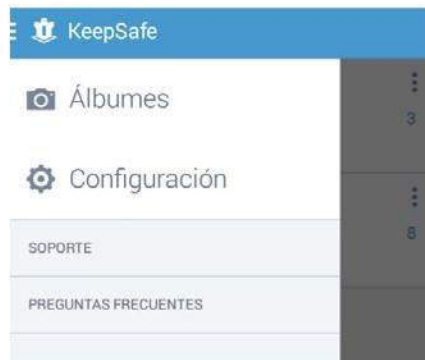 KeepSafe
Álbumes
3
Configuración
8
SOPORTE
PREGUNTAS FRECUENTES